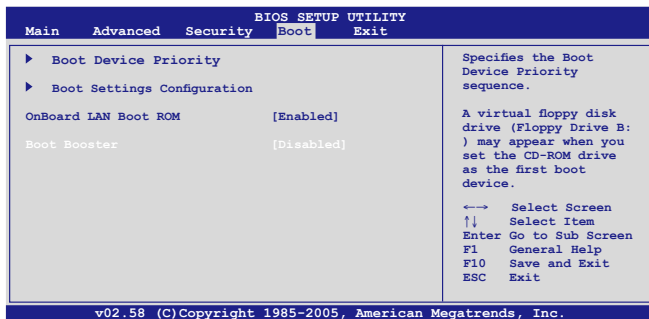 BIOS SETUP UTILITY
Main Advanced Security Boot Exit
Boot Device Priority
Boot Settings Configuration
OnBoard LAN Boot ROM [Enabled]
Boot Booster [Disabled]
Specifies the Boot
Device Priority
sequence.
A virtual floppy disk
drive (Floppy Drive B:
) may appear when you
set the CD-ROM drive
as the first boot
device.
←→ Select Screen
↑↓ Select Item
Enter Go to Sub Screen
F1 General Help
F10 Save and Exit
ESC Exit
v02.58 (C)Copyright 1985-2005, American Megatrends, Inc.